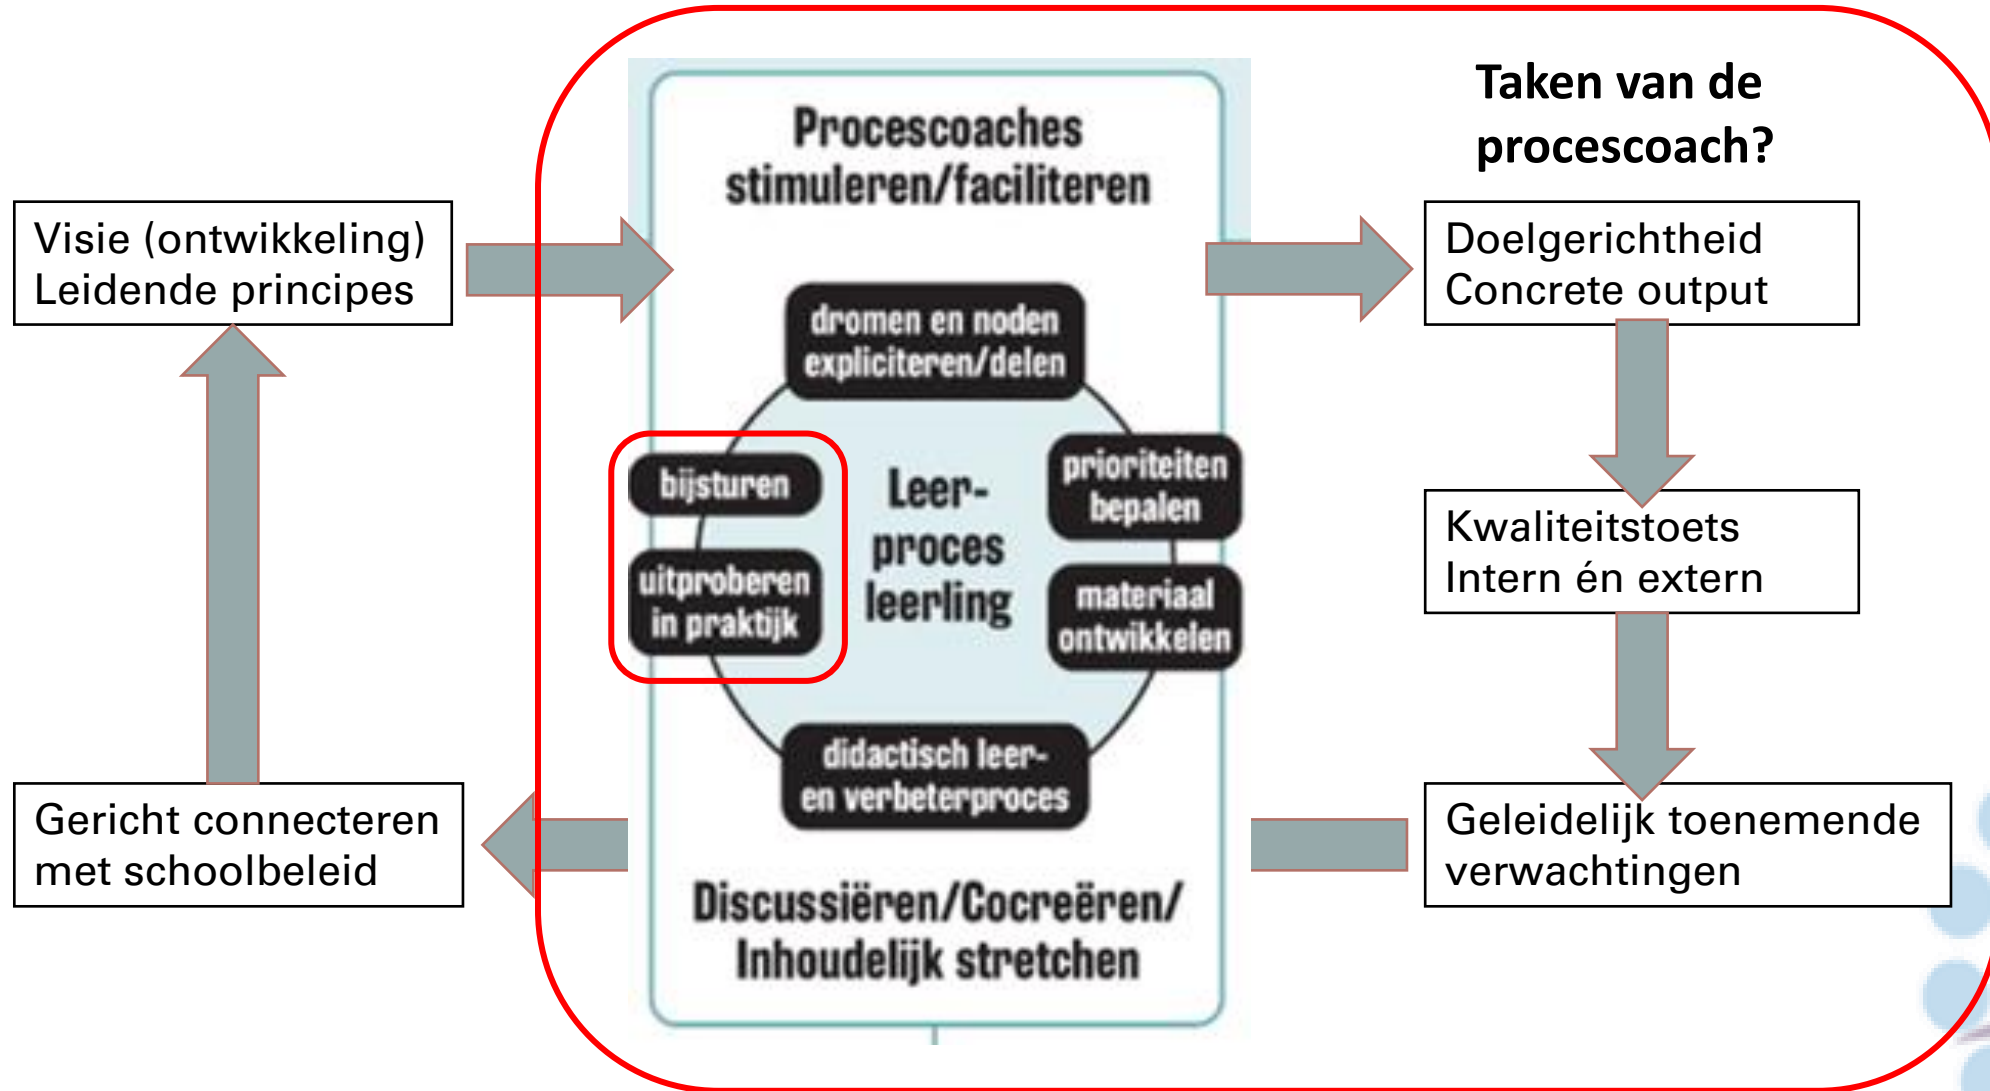 Taken van de
procescoach?
Procescoaches
stimuleren/faciliteren
Visie (ontwikkeling)
Leidende principes
Doelgerichtheid
Concrete output
dromen en noden
expliciteren/delen
bijsturen
prioriteiten
bepalen
Leer-
proces
leerling
uitproberen
in praktijk
materiaal
ontwikkelen
Kwaliteitstoets
Intern én extern
didactisch leer-
en verbeterproces
Gericht connecteren
met schoolbeleid
Geleidelijk toenemende
verwachtingen
Discussiëren/Cocreëren/
Inhoudelijk stretchen